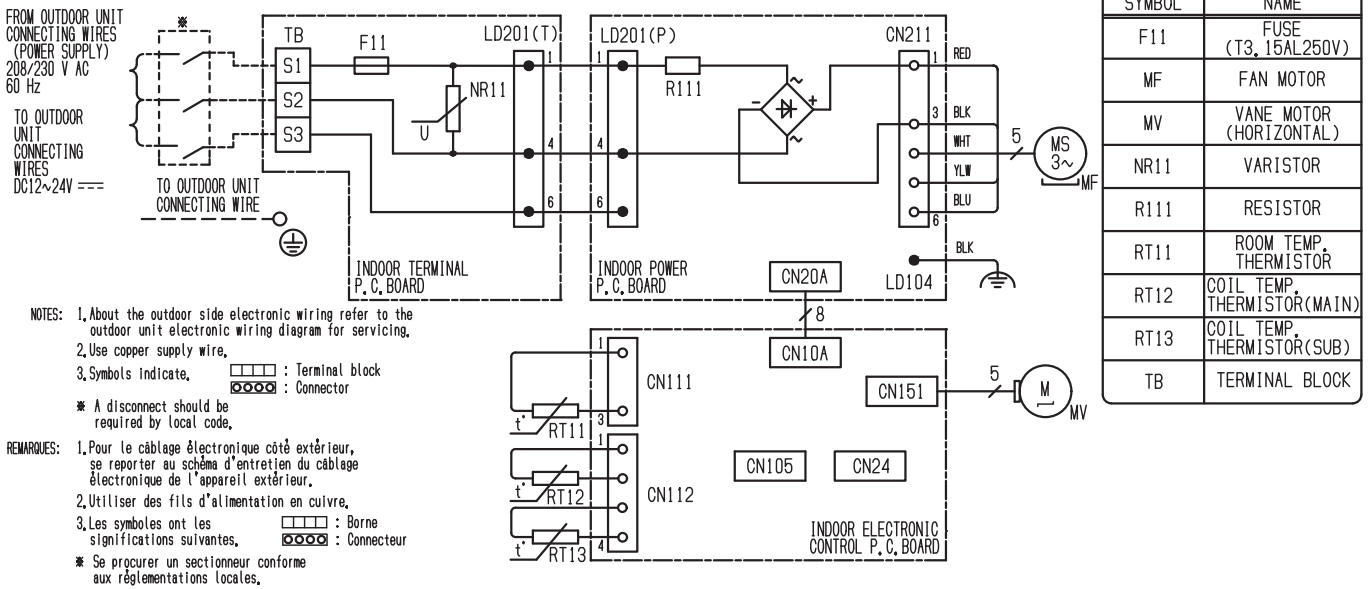 FROM OUTDOOR UNIT
CONNECTING WIRES
(POWER SUPPLY)
208/230 V AC
60 Hz
TO OUTDOOR
UNIT
CONNECTING
WIRES
DC12~24V
※
TO OUTDOOR UNIT
CONNECTING WIRE
TB
S1
S2
S3
F11
NR11
U
LD201(T)
1
4
6
INDOOR TERMINAL
P.C.BOARD
LD201(P)
1
4
6
R111
~
-
+
~
CN211
1
3
6
RED
BLK
WHT
YLW
BLU
5
MS
3~
MF
BLK
LD104
INDOOR POWER
P.C.BOARD
CN20A
8
CN10A
CN111
1
3
t°
RT11
CN112
1
4
t°
RT12
t°
RT13
CN151
5
M
MV
CN105
CN24
INDOOR ELECTRONIC
CONTROL P.C.BOARD
NOTES: 1.About the outdoor side electronic wiring refer to the
outdoor unit electronic wiring diagram for servicing.
2.Use copper supply wire.
3.Symbols indicate. : Terminal block
: Connector
※ A disconnect should be
required by local code.
REMARQUES: 1.Pour le câblage électronique côté extérieur,
se reporter au schéma d'entretien du câblage
électronique de l'appareil extérieur.
2.Utiliser des fils d'alimentation en cuivre.
3.Les symboles ont les : Borne
significations suivantes. : Connecteur
※ Se procurer un sectionneur conforme
aux règlementations locales.
SYMBOL NAME
F11 FUSE
(T3.15AL250V)
MF FAN MOTOR
MV VANE MOTOR
(HORIZONTAL)
NR11 VARISTOR
R111 RESISTOR
RT11 ROOM TEMP.
THERMISTOR
RT12 COIL TEMP.
THERMISTOR(MAIN)
RT13 COIL TEMP.
THERMISTOR(SUB)
TB TERMINAL BLOCK